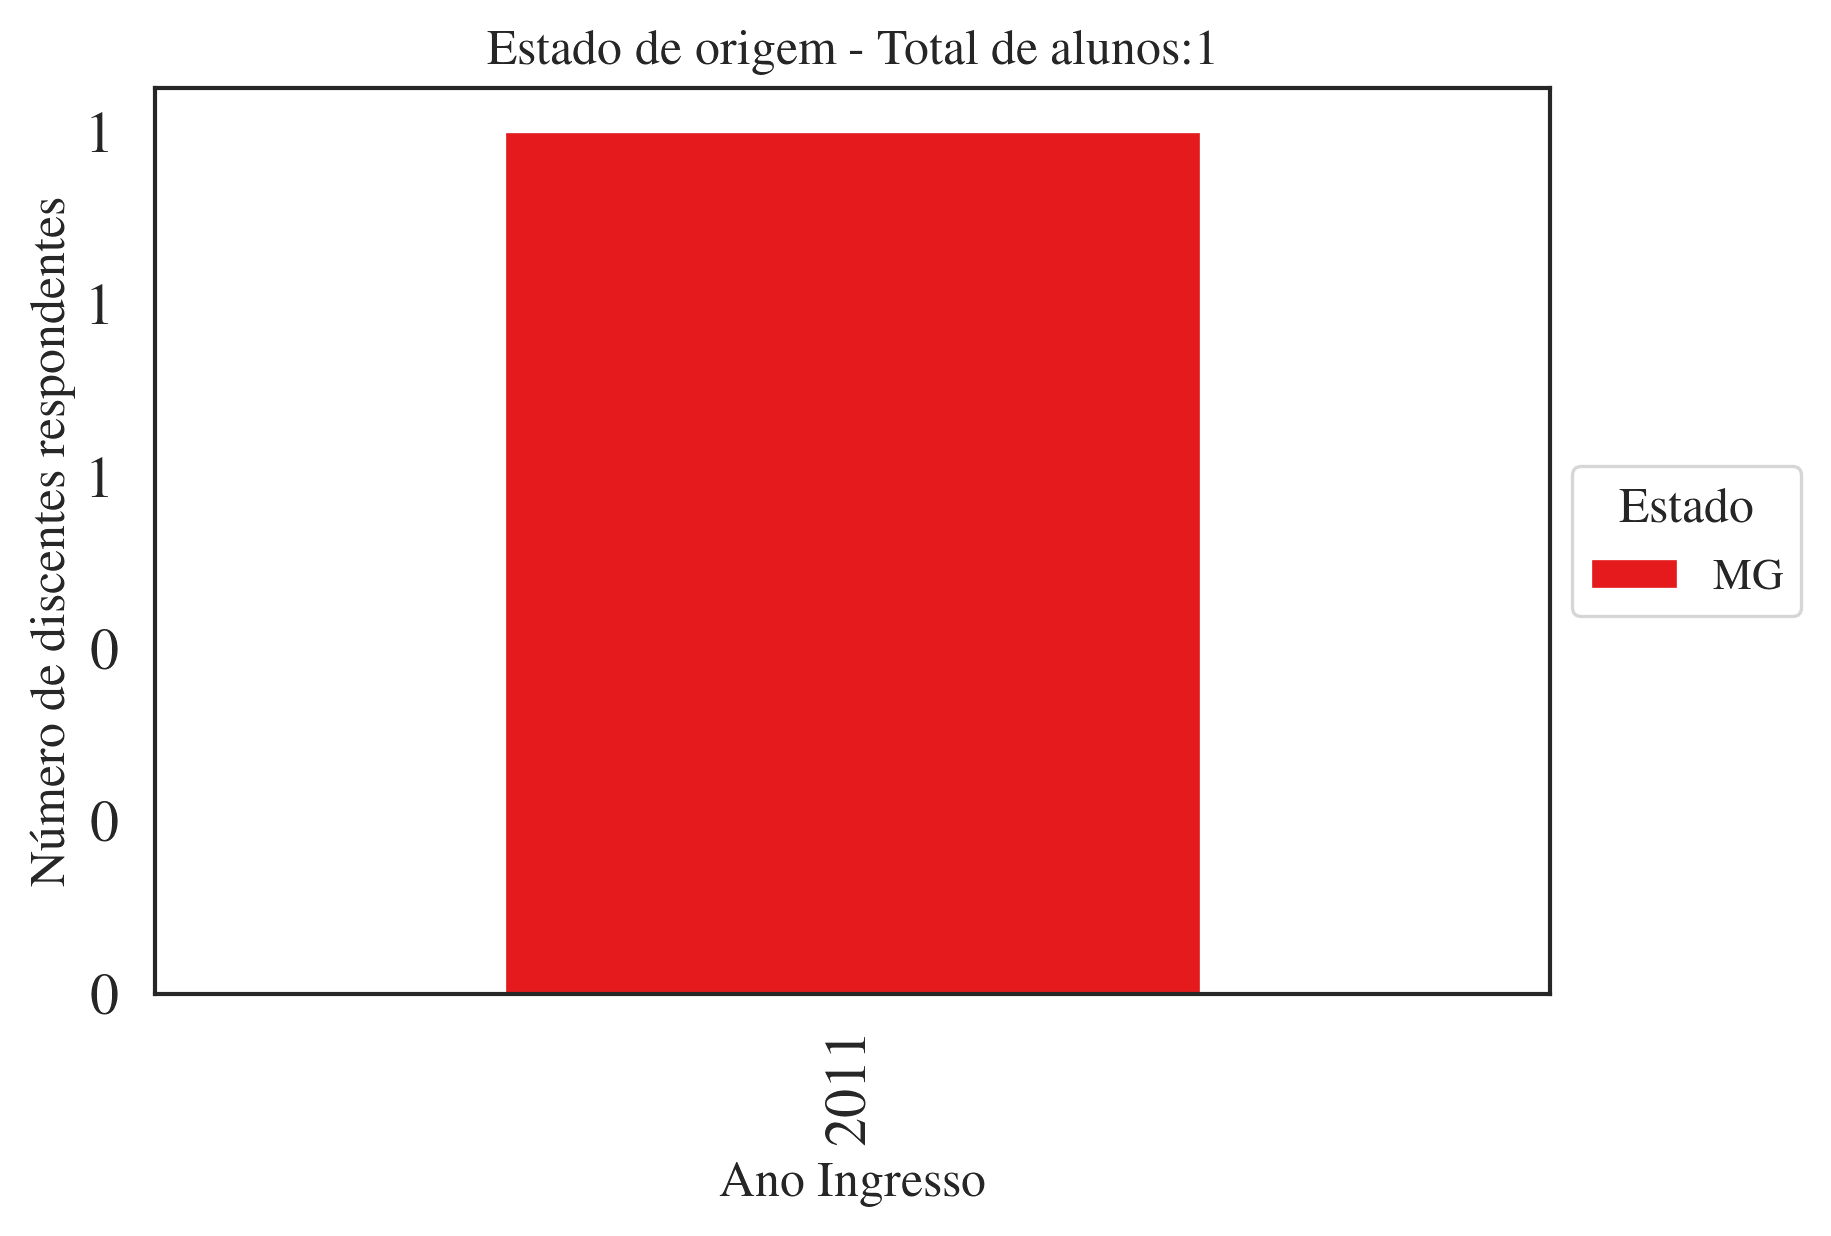 Estado de origem - Total de alunos:1
Número de discentes respondentes
1
1
1
0
0
0
2011
Ano Ingresso
Estado
MG